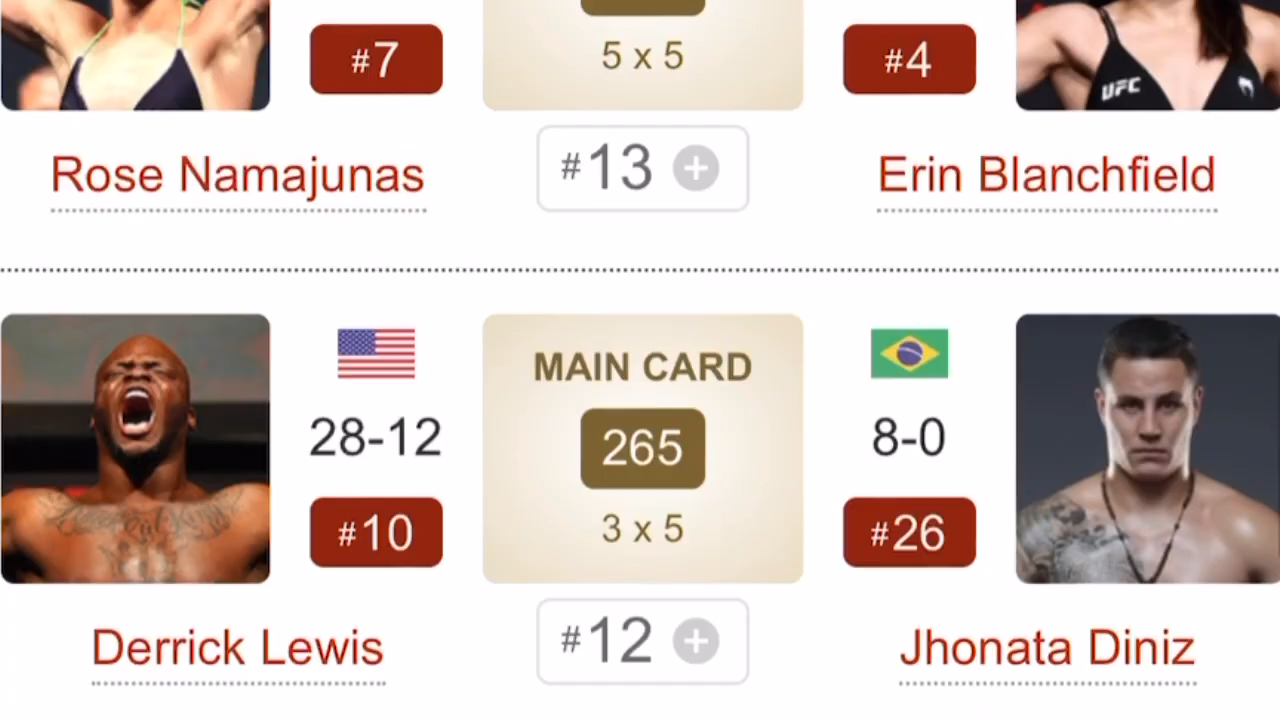 #7
5 x 5
#4
UFC
Rose Namajunas
#13
Erin Blanchfield
28-12
MAIN CARD
265
3 x 5
8-0
#10
#26
Derrick Lewis
#12
Jhonata Diniz